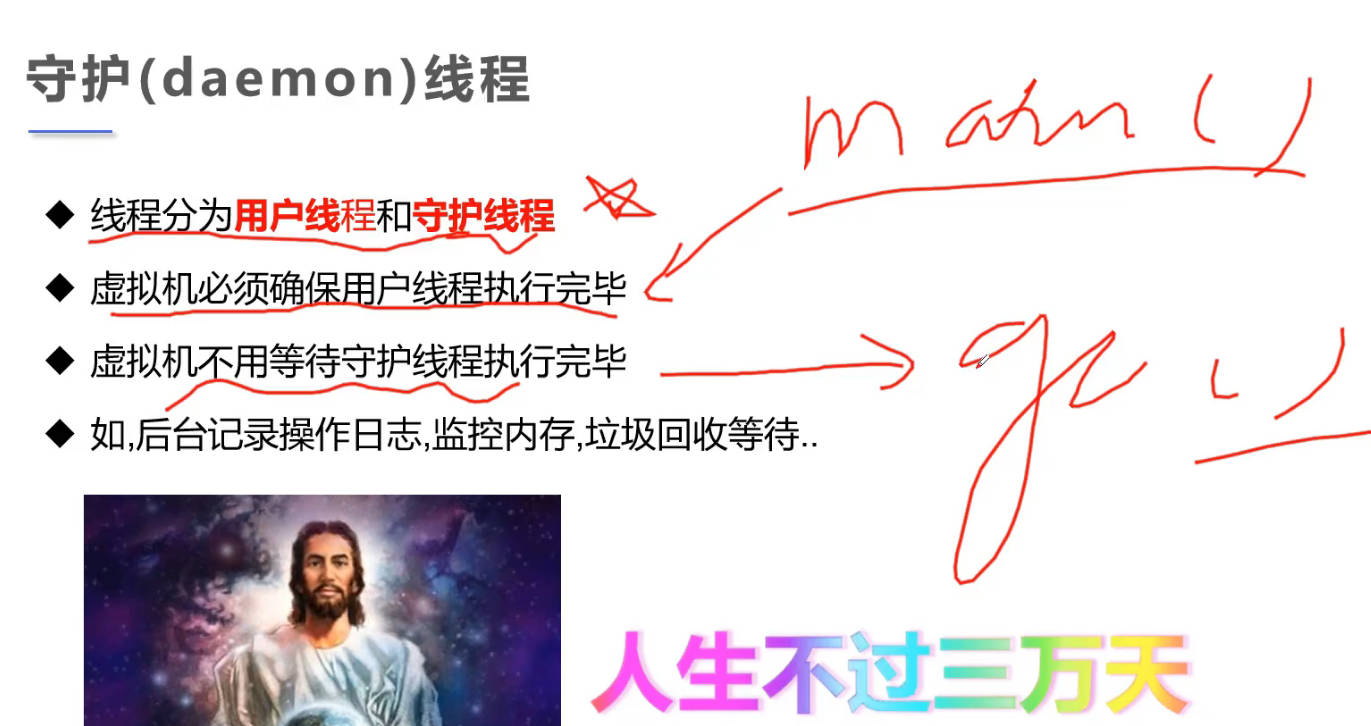 守护(daemon)线程
main()
◆ 线程分为用户线程和守护线程
◆ 虚拟机必须确保用户线程执行完毕
◆ 虚拟机不用等待守护线程执行完毕
gc()
◆ 如,后台记录操作日志,监控内存,垃圾回收等待..
人生不过三万天